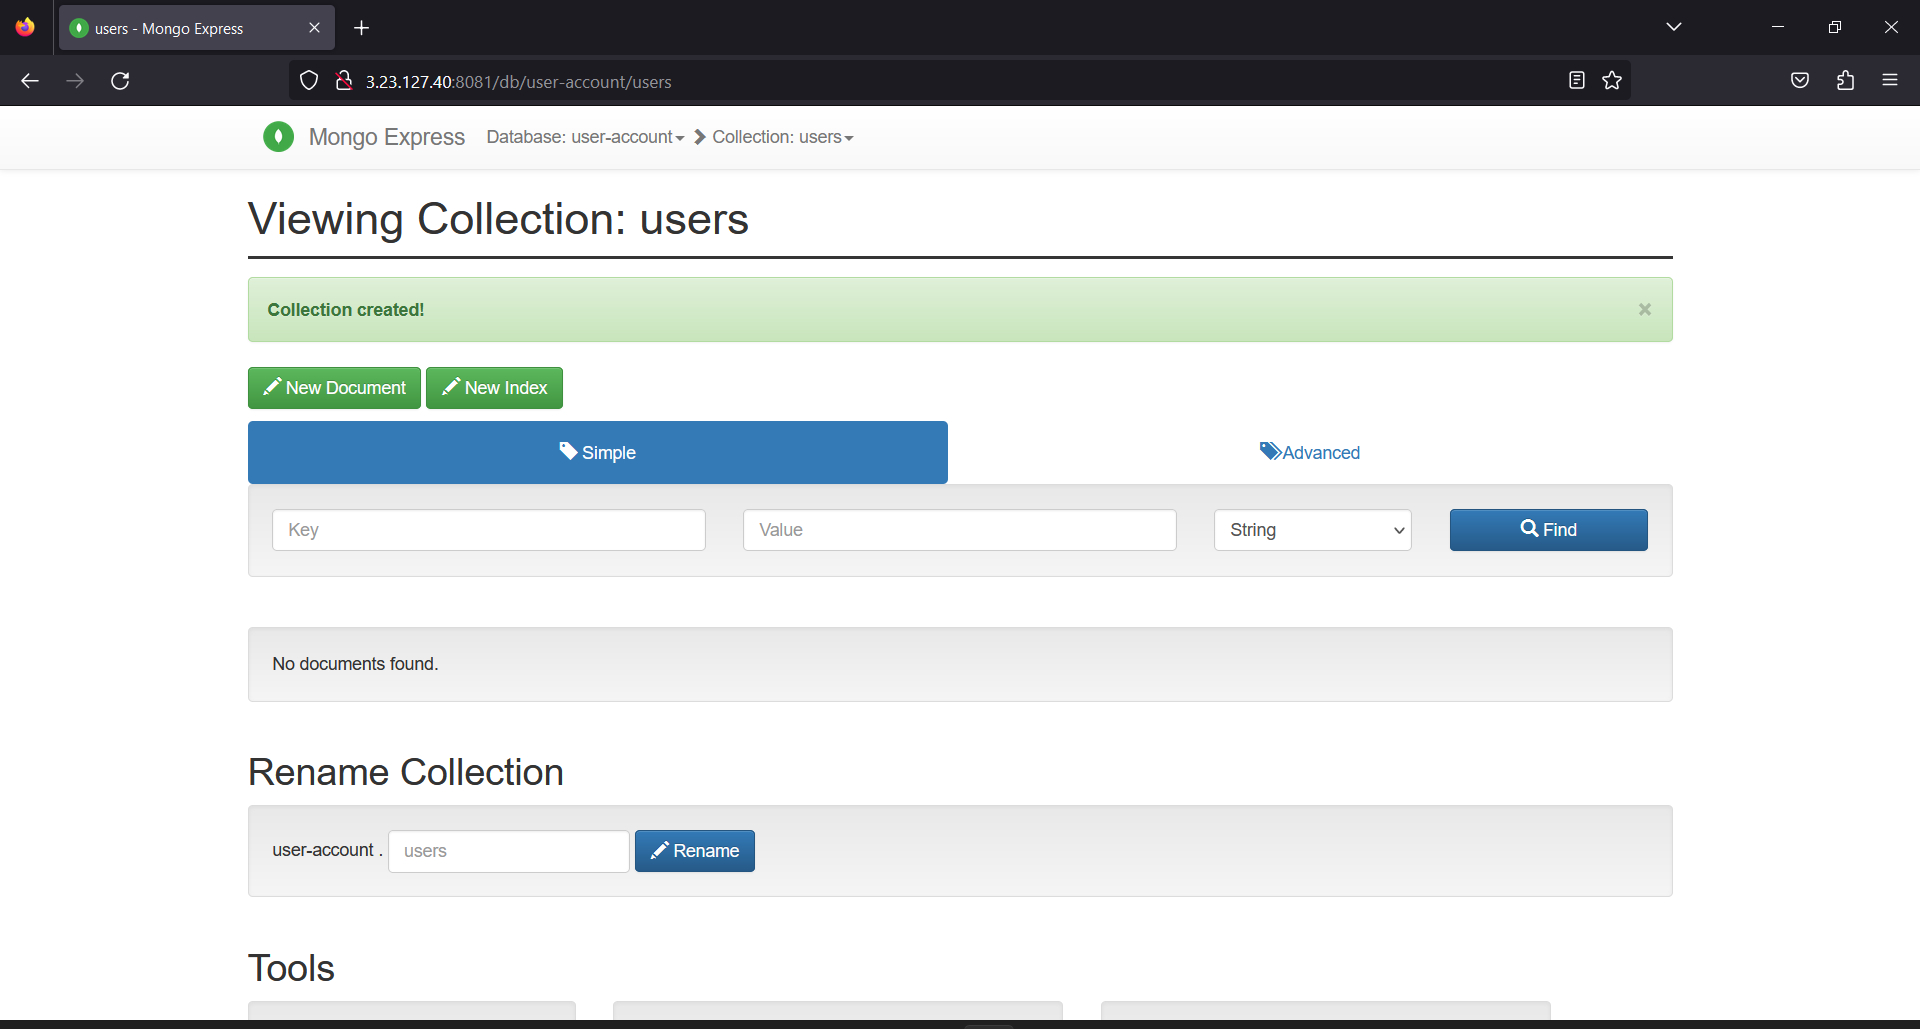 users - Mongo Express
3.23.127.40:8081/db/user-account/users
Mongo Express Database: user-account Collection: users
Viewing Collection: users
Collection created!
×
New Document New Index
Simple Advanced
Key Value String Find
No documents found.
Rename Collection
user-account . users Rename
Tools